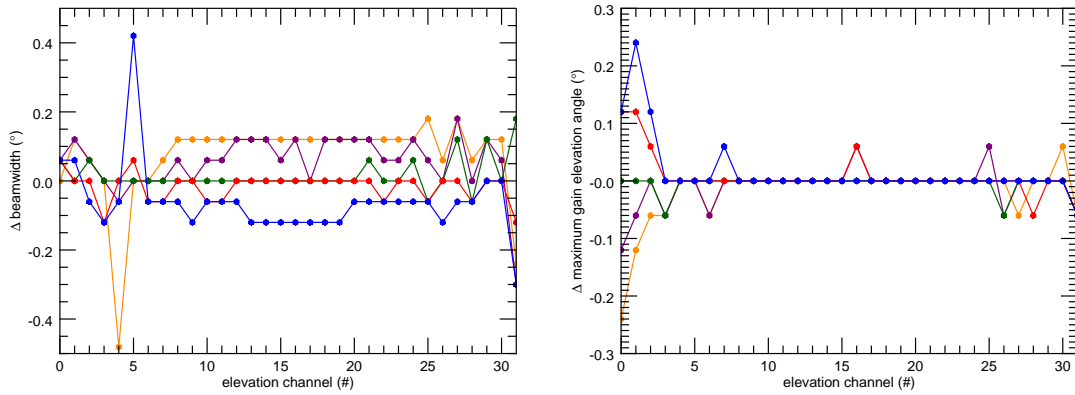 0.4
0.2
0.0
-0.2
-0.4
Δ beamwidth (°)
0 5 10 15 20 25 30
elevation channel (#)
0.3
0.2
0.1
-0.0
-0.1
-0.2
-0.3
Δ maximum gain elevation angle (°)
0 5 10 15 20 25 30
elevation channel (#)